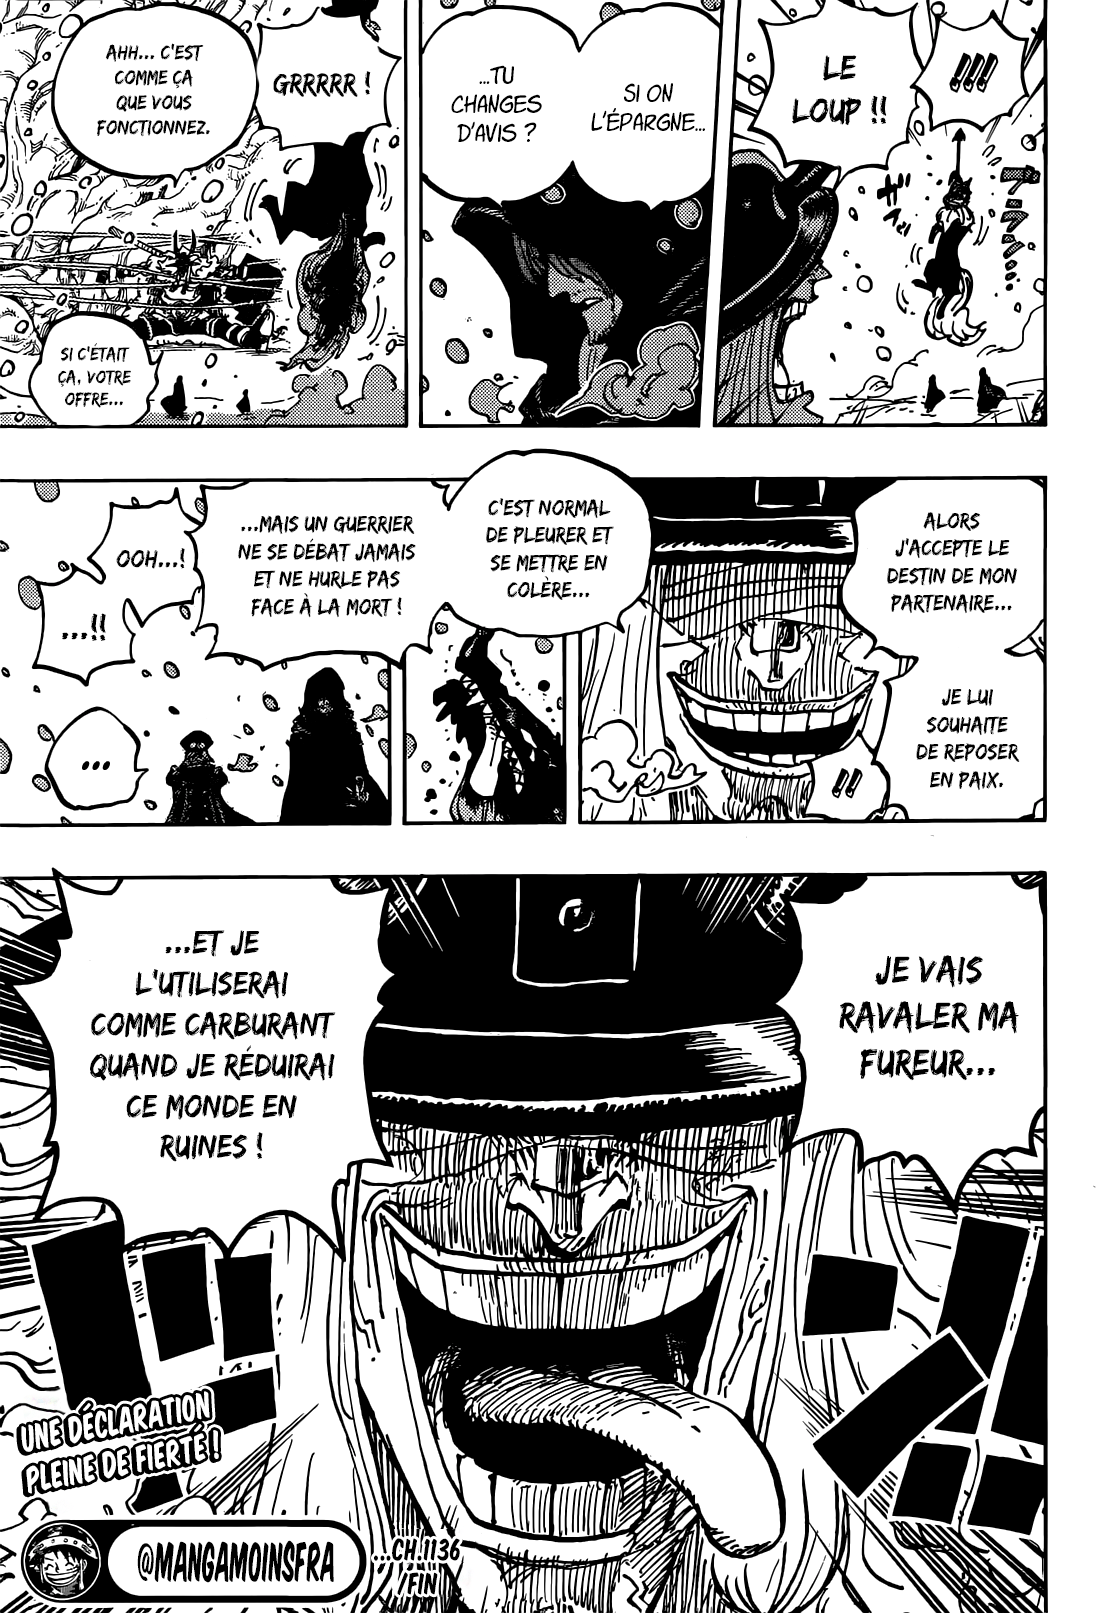 !!!
LE
LOUP !!
SI ON
L'ÉPARGNE...
...TU
CHANGES
D'AVIS ?
GRRRRR !
AHH... C'EST
COMME ÇA
QUE VOUS
FONCTIONNEZ.
SI C'ÉTAIT
ÇA, VOTRE
OFFRE...
ALORS
J'ACCEPTE LE
DESTIN DE MON
PARTENAIRE...
JE LUI
SOUHAITE
DE REPOSER
EN PAIX.
!!
C'EST NORMAL
DE PLEURER ET
SE METTRE EN
COLÈRE...
...MAIS UN GUERRIER
NE SE DÉBAT JAMAIS
ET NE HURLE PAS
FACE À LA MORT !
OOH...!
...!!
...
JE VAIS
RAVALER MA
FUREUR...
...ET JE
L'UTILISERAI
COMME CARBURANT
QUAND JE RÉDUIRAI
CE MONDE EN
RUINES !
UNE DÉCLARATION
PLEINE DE FIERTÉ !
@MANGAMOINSFRA
...CH.1136
/FIN